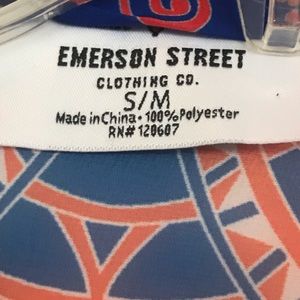 EMERSON STREET
CLOTHING CO.
S/M
Made in China • 100% Polyester
RN# 120607